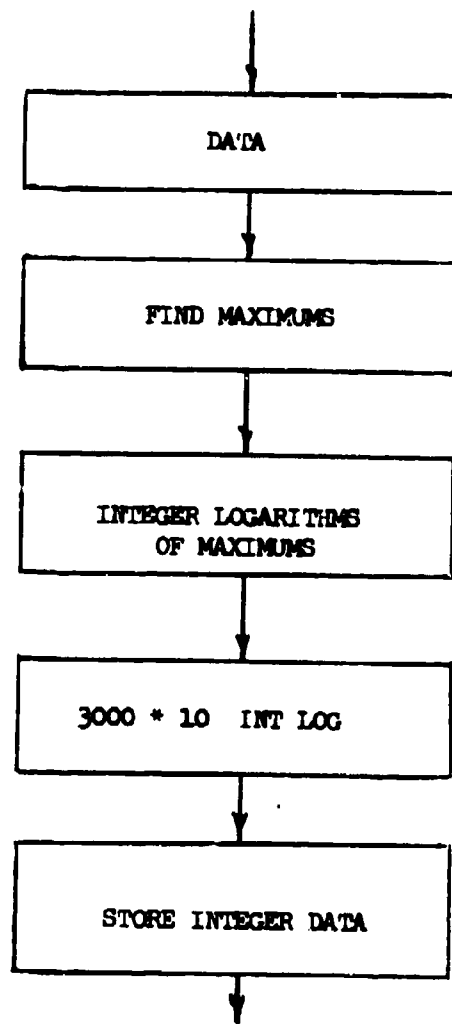 DATA
FIND MAXIMUMS
INTEGER LOGARITHMS
OF MAXIMUMS
3000 * 10 INT LOG
STORE INTEGER DATA